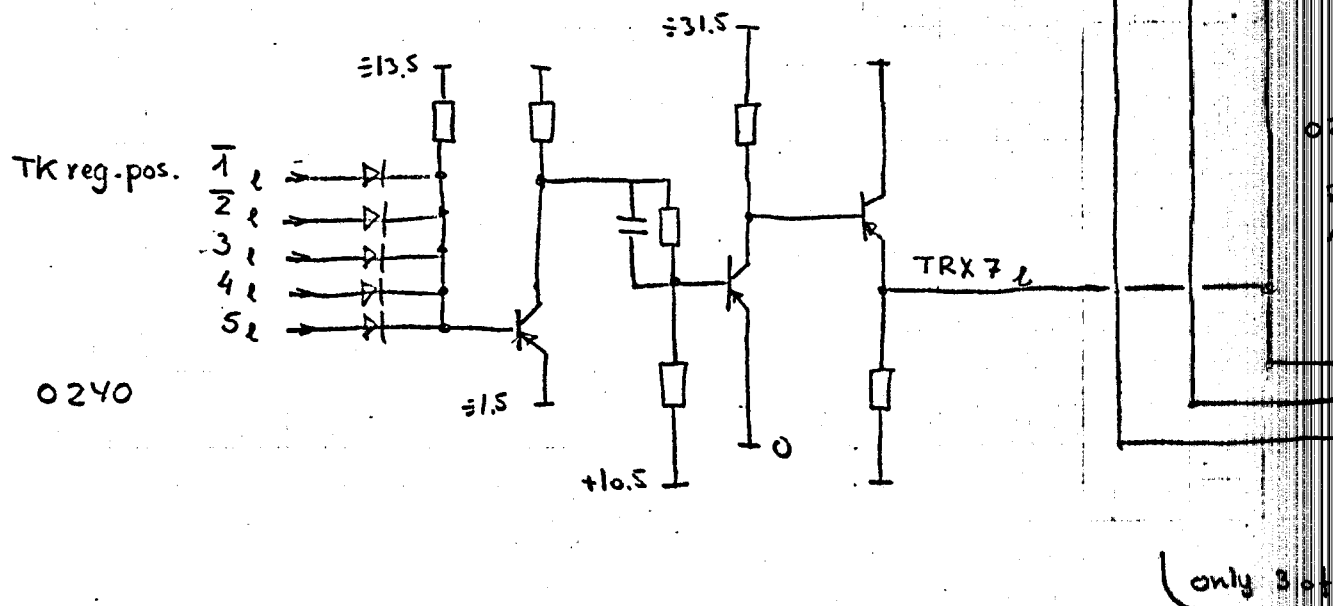 ÷31.5
÷13.5
TK reg.pos. 1̅ ℓ
2̅ ℓ
3 ℓ
4 ℓ
5 ℓ
TRX 7 ℓ
0240
÷1.5
0
+10.5
only 3 of